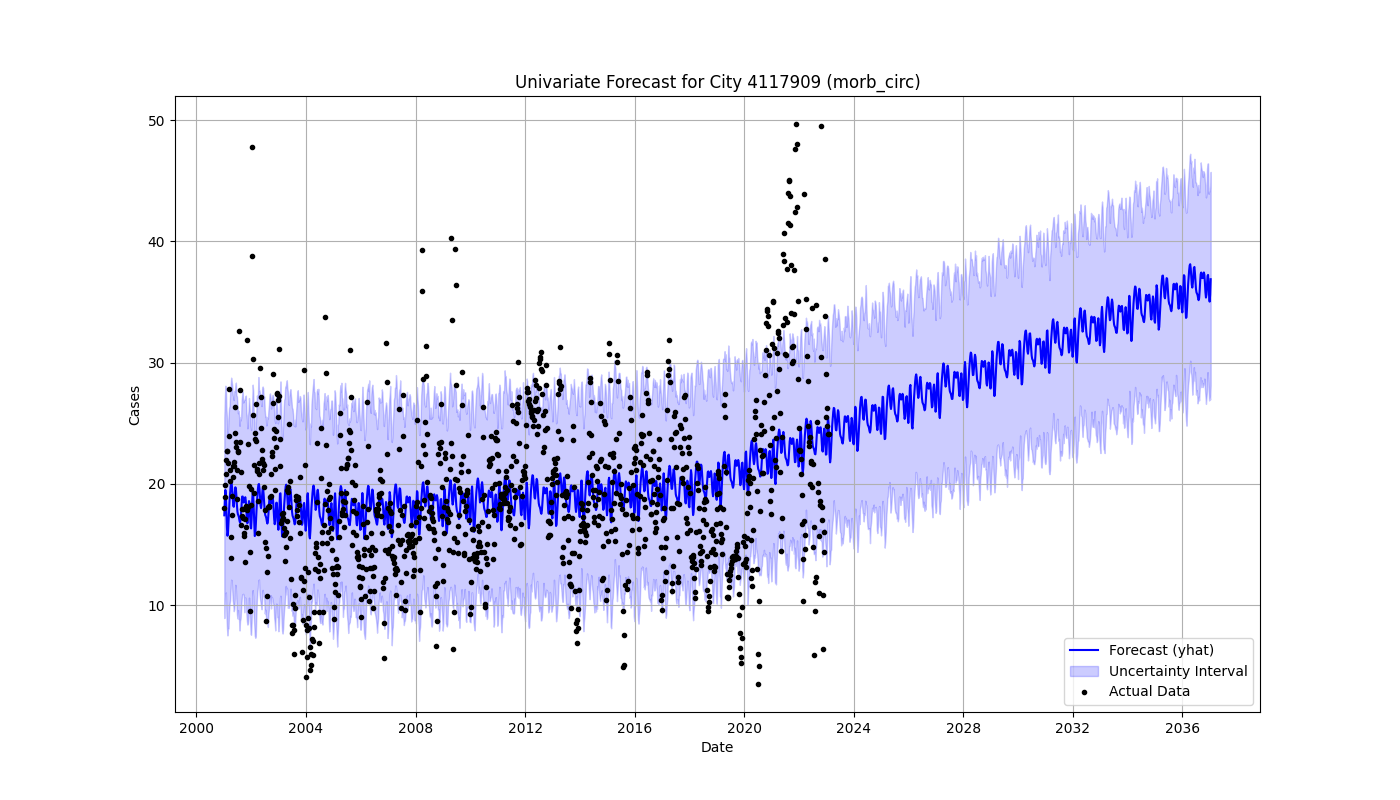 Univariate Forecast for City 4117909 (morb_circ)
50
40
30
20
10
Cases
2000 2004 2008 2012 2016 2020 2024 2028 2032 2036
Date
Forecast (yhat)
Uncertainty Interval
Actual Data